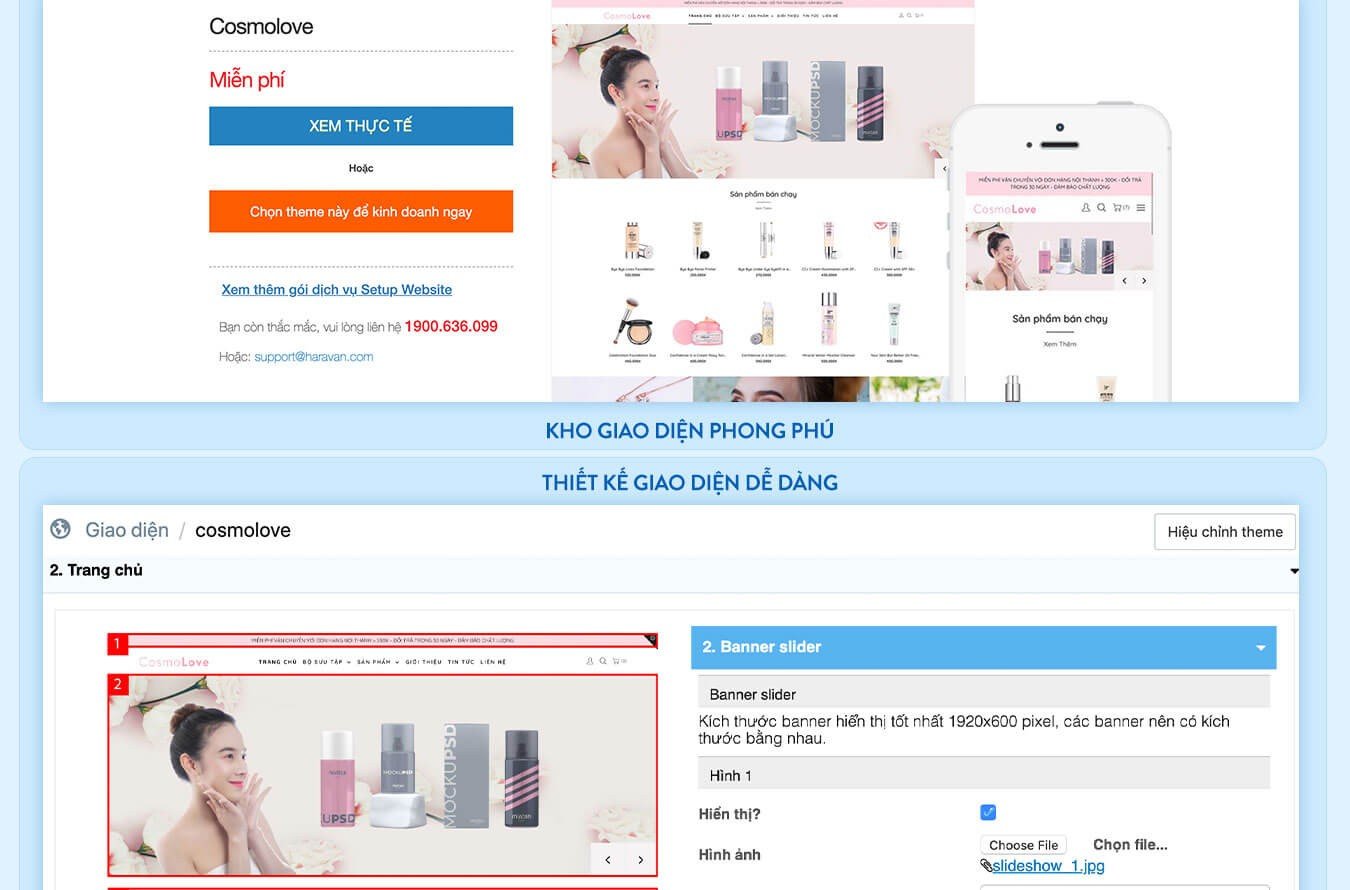 Cosmolove
Miễn phí
XEM THỰC TẾ
Hoặc
Chọn theme này để kinh doanh ngay
Xem thêm gói dịch vụ Setup Website
Bạn còn thắc mắc, vui lòng liên hệ 1900.636.099
Hoặc: support@haravan.com
CosmoLove
TRANG CHỦ BỘ SƯU TẬP SẢN PHẨM GIỚI THIỆU TIN TỨC LIÊN HỆ
MOCKUPSD
UPSD
MOCKUPSD
Sản phẩm bán chạy
Xem Thêm
MIỄN PHÍ VẬN CHUYỂN VỚI ĐƠN HÀNG NỘI THÀNH > 300K - ĐỔI TRẢ
TRONG 30 NGÀY - ĐẢM BẢO CHẤT LƯỢNG
CosmoLove
Sản phẩm bán chạy
Xem Thêm
KHO GIAO DIỆN PHONG PHÚ
THIẾT KẾ GIAO DIỆN DỄ DÀNG
Giao diện / cosmolove
Hiệu chỉnh theme
2. Trang chủ
1
MIỄN PHÍ VẬN CHUYỂN VỚI ĐƠN HÀNG NỘI THÀNH > 300K - ĐỔI TRẢ TRONG 30 NGÀY - ĐẢM BẢO CHẤT LƯỢNG
CosmoLove
TRANG CHỦ BỘ SƯU TẬP SẢN PHẨM GIỚI THIỆU TIN TỨC LIÊN HỆ
2
MOCKUPSD
UPSD
MOCKUPSD
2. Banner slider
Banner slider
Kích thước banner hiển thị tốt nhất 1920x600 pixel, các banner nên có kích
thước bằng nhau.
Hình 1
Hiển thị?
Hình ảnh
Choose File
Chọn file...
slideshow_1.jpg